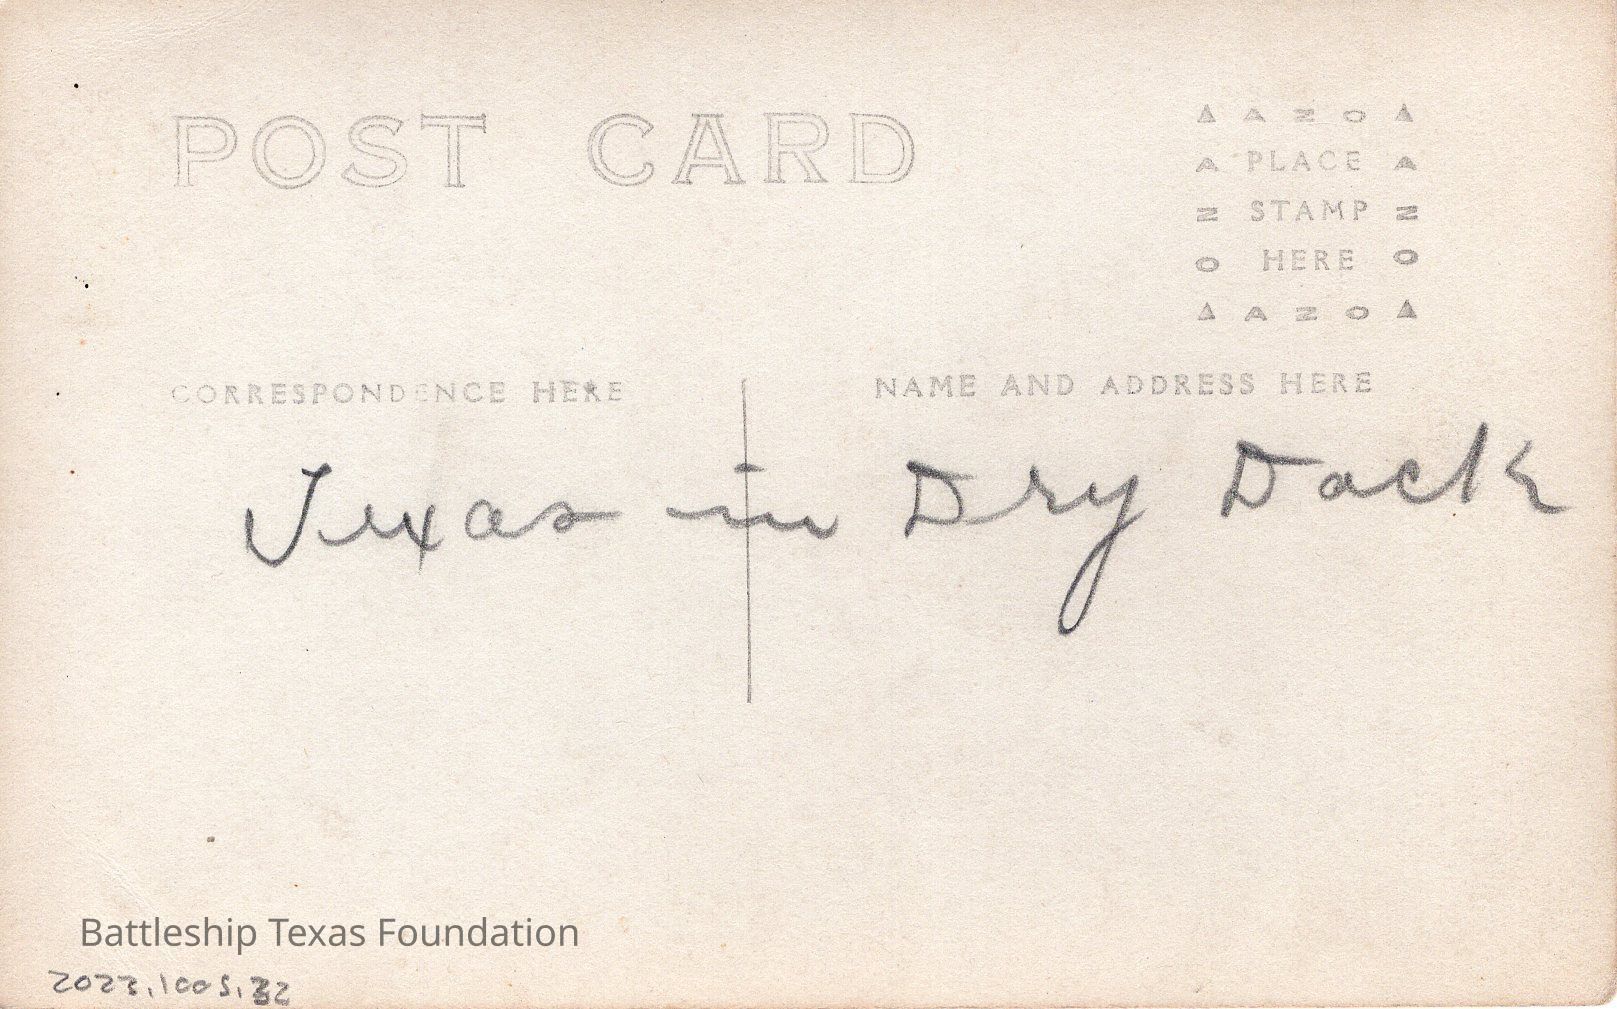 POST CARD
▲ A Z O ▲
A PLACE A
Z STAMP Z
O HERE O
▲ A Z O ▲
CORRESPONDENCE HERE
NAME AND ADDRESS HERE
Texas in Dry Dock
Battleship Texas Foundation
2023.1005.32